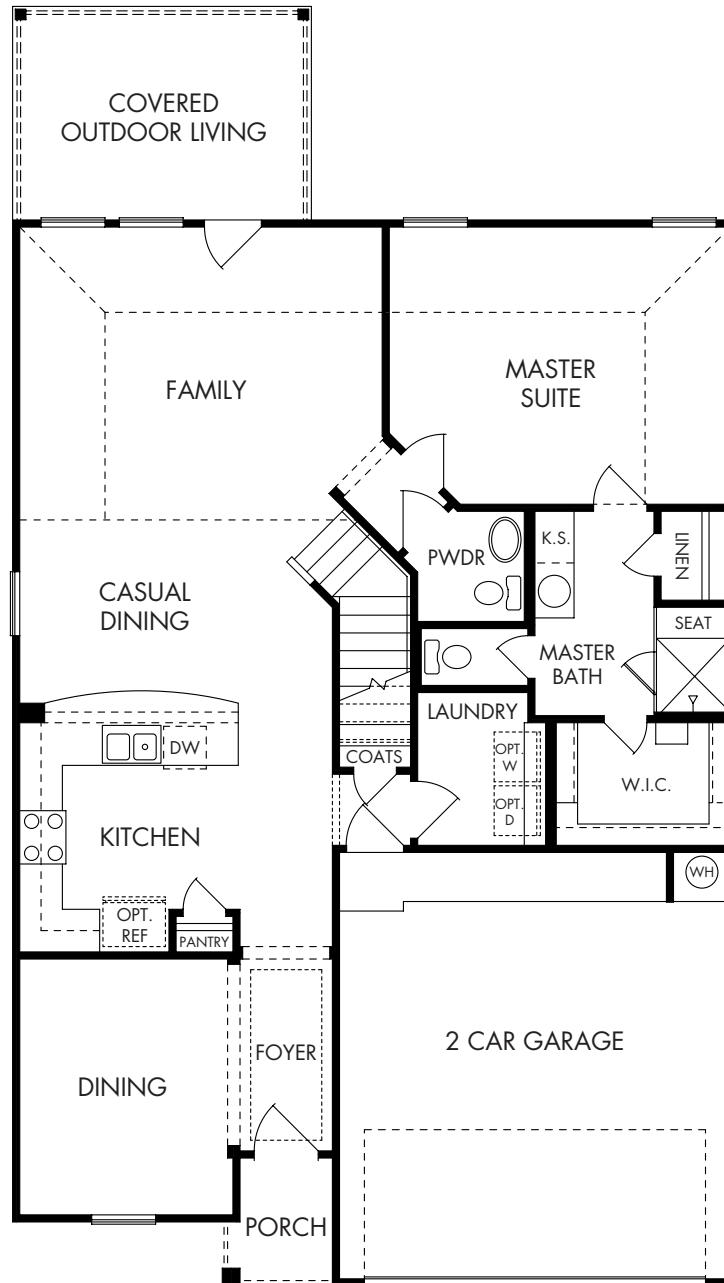 COVERED
OUTDOOR LIVING
FAMILY
MASTER
SUITE
PWDR
K.S.
LINEN
CASUAL
DINING
SEAT
MASTER
BATH
LAUNDRY
DW
COATS
OPT.
W
W.I.C.
OPT.
D
KITCHEN
WH
OPT.
REF
PANTRY
FOYER
2 CAR GARAGE
DINING
PORCH